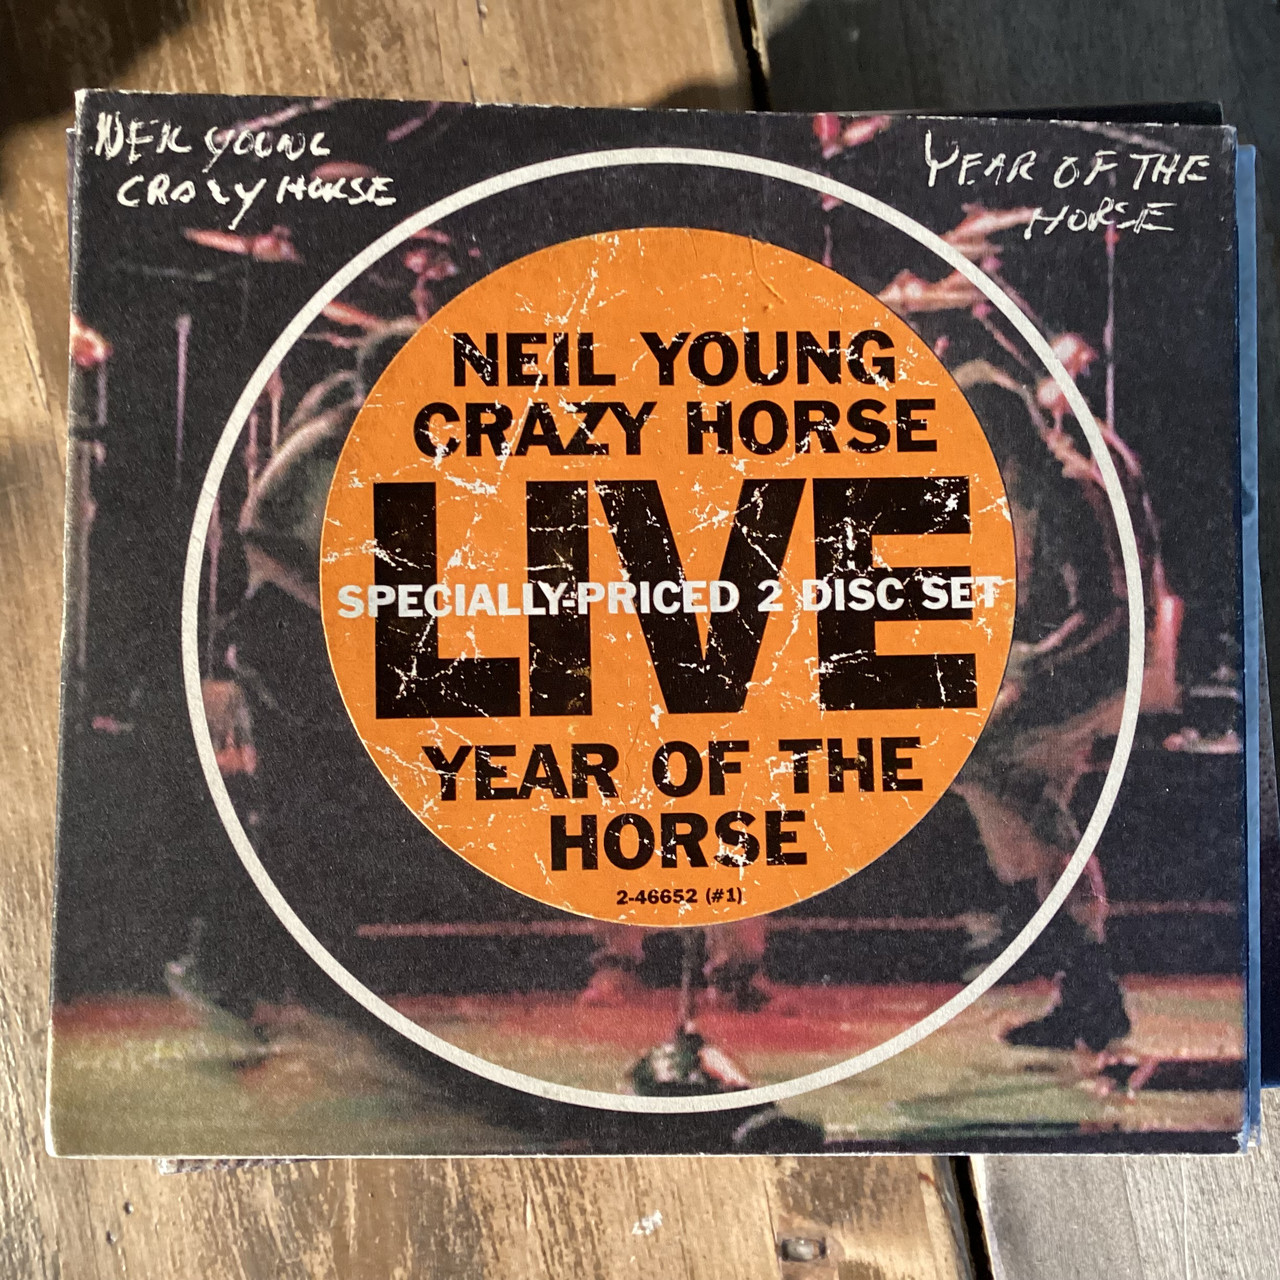 NEIL YOUNG
CRAZY HORSE
YEAR OF THE
HORSE
NEIL YOUNG
CRAZY HORSE
LIVE
SPECIALLY-PRICED 2 DISC SET
YEAR OF THE
HORSE
2-46652 (#1)